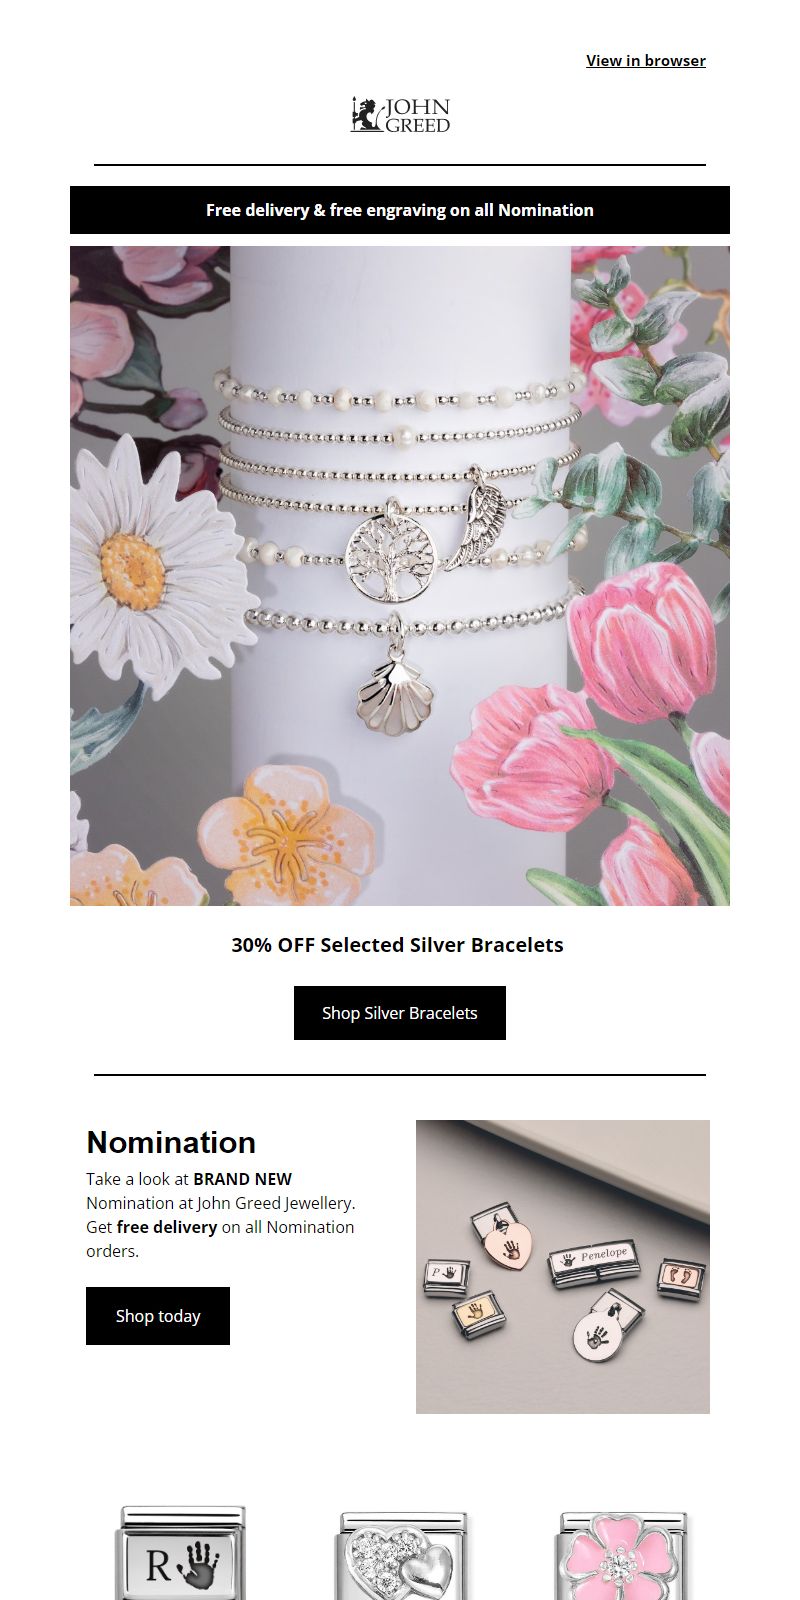 View in browser
JOHN
GREED
Free delivery & free engraving on all Nomination
30% OFF Selected Silver Bracelets
Shop Silver Bracelets
Nomination
Take a look at BRAND NEW
Nomination at John Greed Jewellery.
Get free delivery on all Nomination
orders.
Shop today
Penelope
P
R